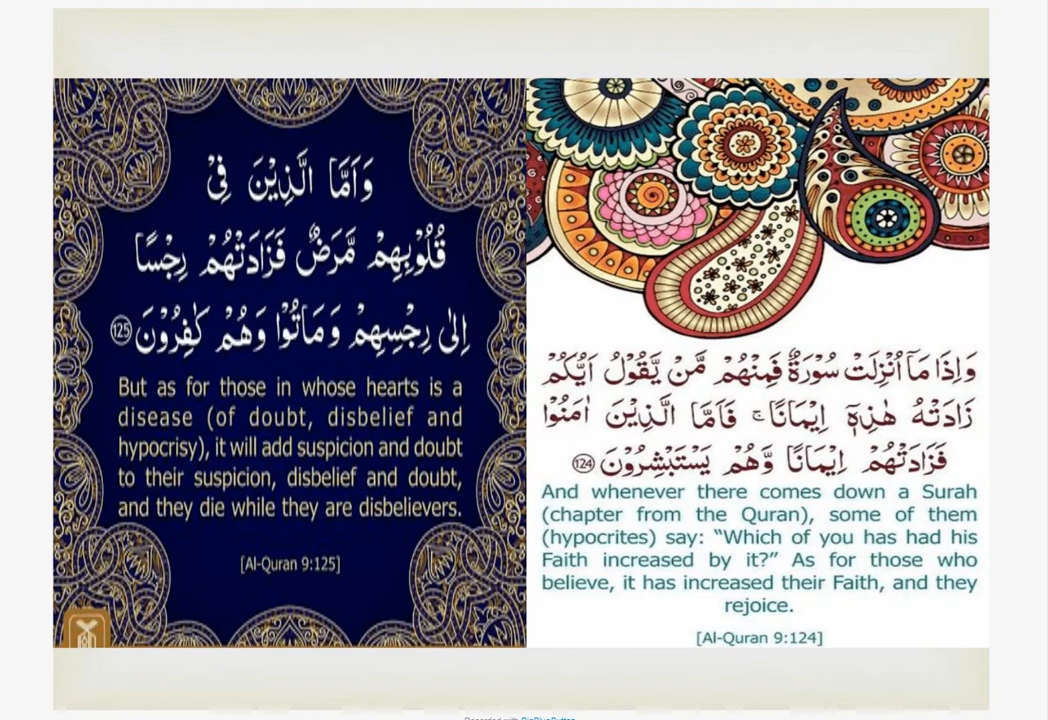 وَاَمَّا الَّذِيْنَ فِيْ
قُلُوْبِهِمْ مَّرَضٌ فَزَادَتْهُمْ رِجْسًا
اِلٰى رِجْسِهِمْ وَمَاتُوْا وَهُمْ كٰفِرُوْنَ ۝١٢٥
But as for those in whose hearts is a
disease (of doubt, disbelief and
hypocrisy), it will add suspicion and doubt
to their suspicion, disbelief and doubt,
and they die while they are disbelievers.
[Al-Quran 9:125]
وَاِذَا مَآ اُنْزِلَتْ سُوْرَةٌ فَمِنْهُمْ مَّنْ يَّقُوْلُ اَيُّكُمْ
زَادَتْهُ هٰذِهٖٓ اِيْمَانًا ۚ فَاَمَّا الَّذِيْنَ اٰمَنُوْا
فَزَادَتْهُمْ اِيْمَانًا وَّهُمْ يَسْتَبْشِرُوْنَ ۝١٢٤
And whenever there comes down a Surah
(chapter from the Quran), some of them
(hypocrites) say: “Which of you has had his
Faith increased by it?” As for those who
believe, it has increased their Faith, and they
rejoice.
[Al-Quran 9:124]
Recorded with BigBlueButton